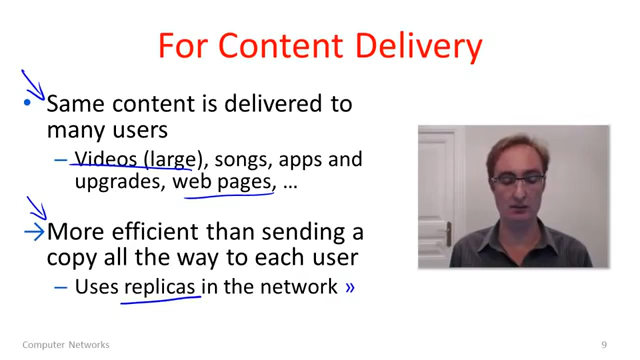 For Content Delivery
• Same content is delivered to
many users
– Videos (large), songs, apps and
upgrades, web pages, …
→More efficient than sending a
copy all the way to each user
– Uses replicas in the network »
Computer Networks
9